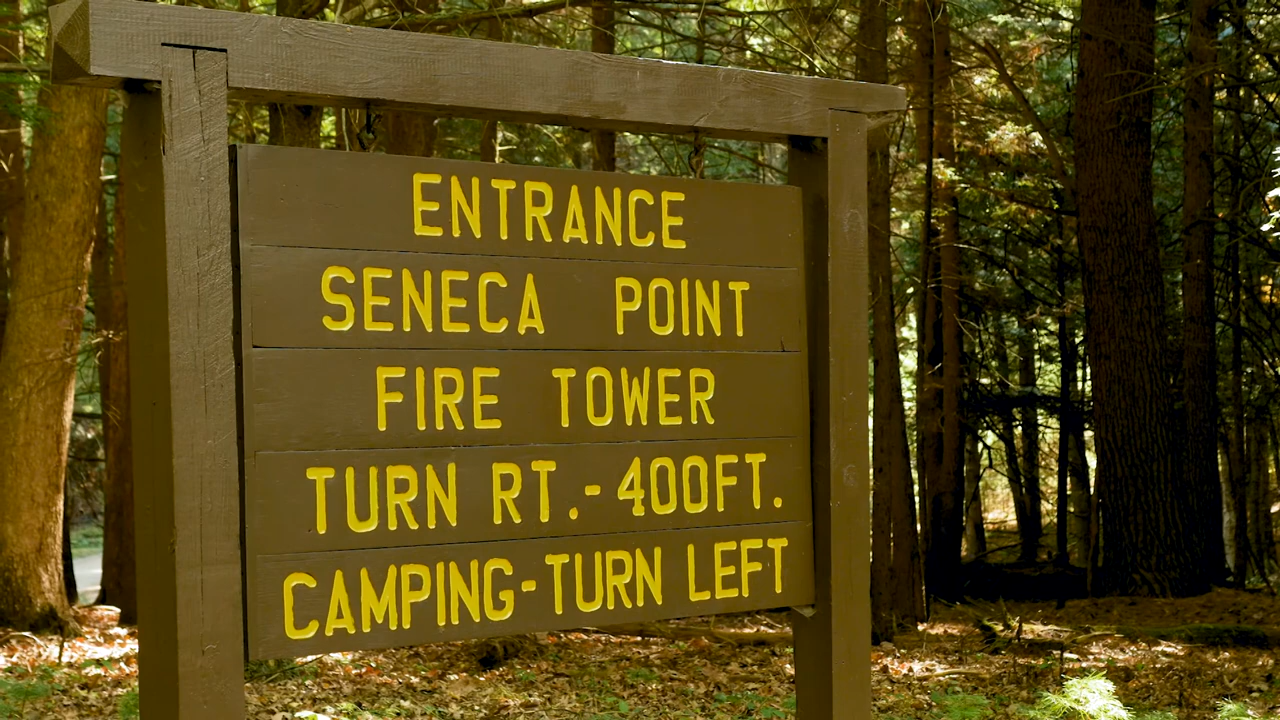 ENTRANCE
SENECA POINT
FIRE TOWER
TURN RT.-400FT.
CAMPING-TURN LEFT